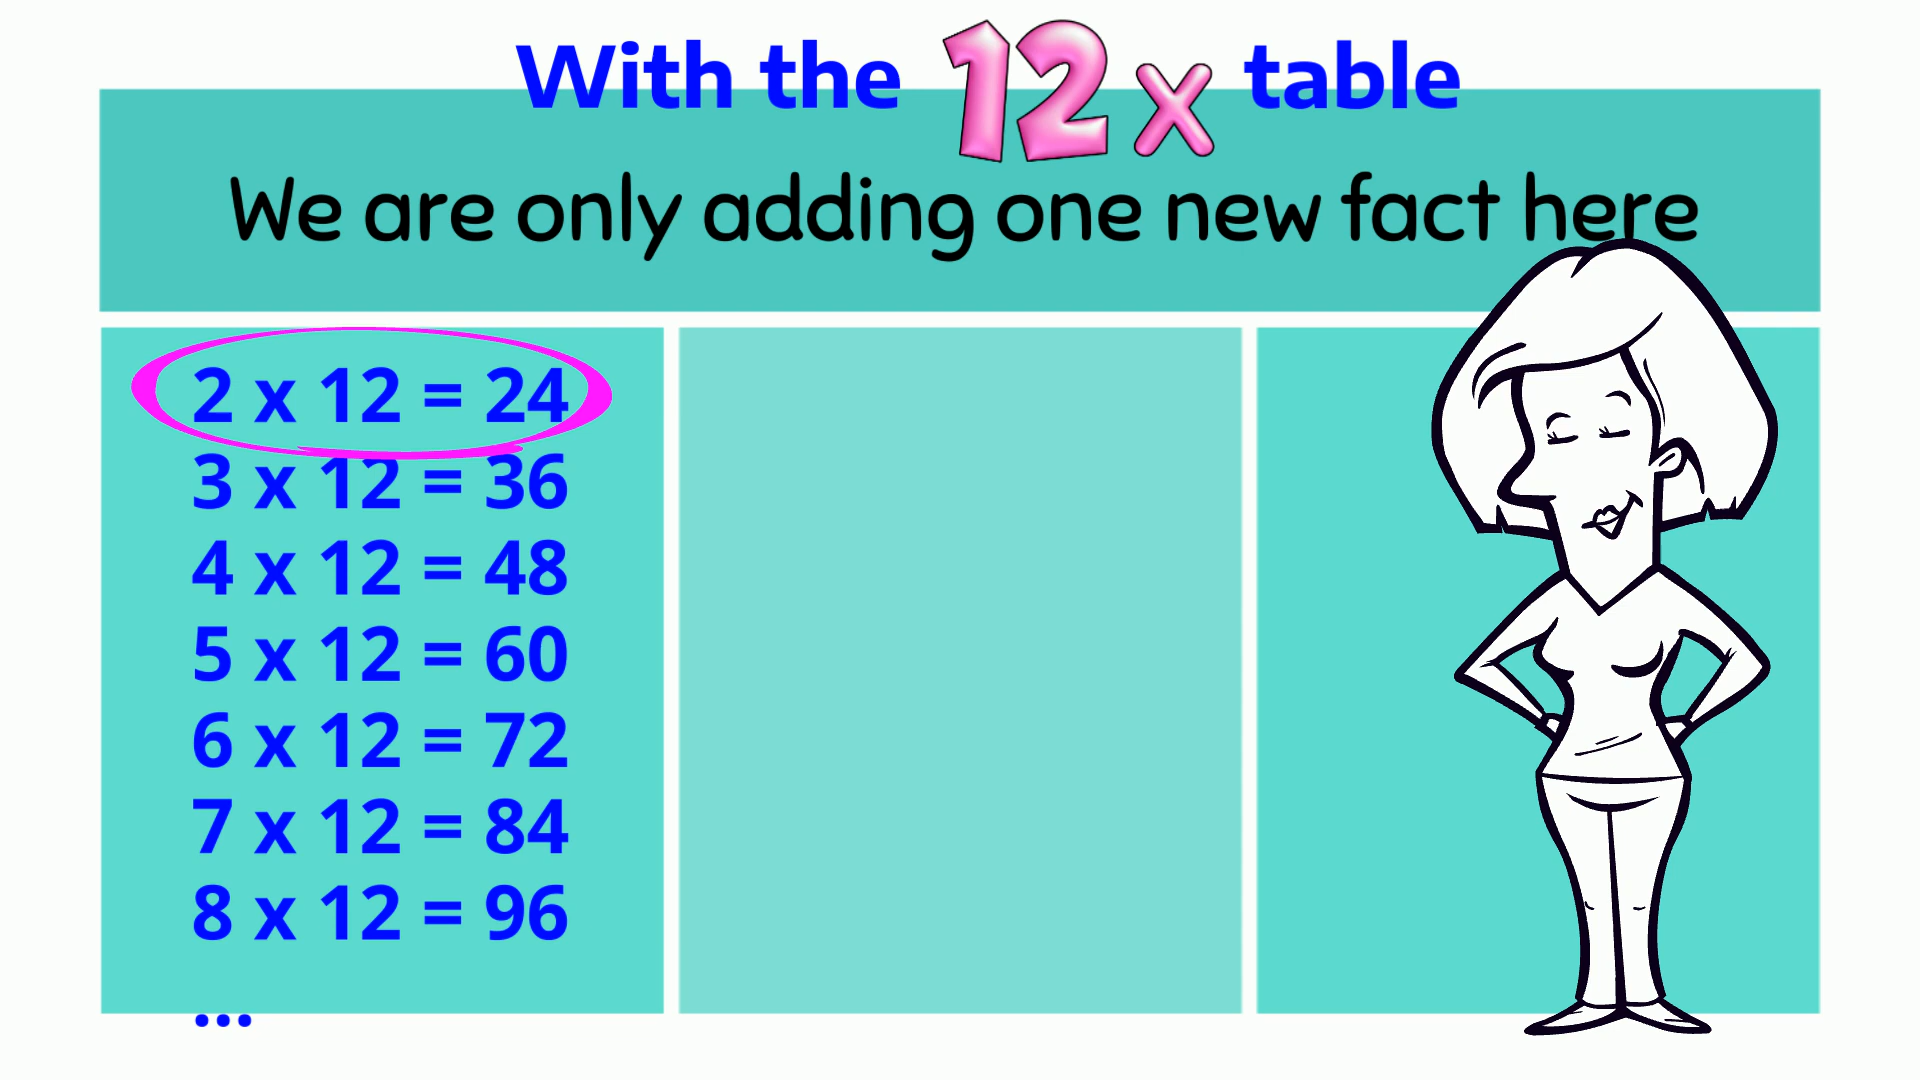 With the 12 x table
We are only adding one new fact here
2 x 12 = 24
3 x 12 = 36
4 x 12 = 48
5 x 12 = 60
6 x 12 = 72
7 x 12 = 84
8 x 12 = 96
...